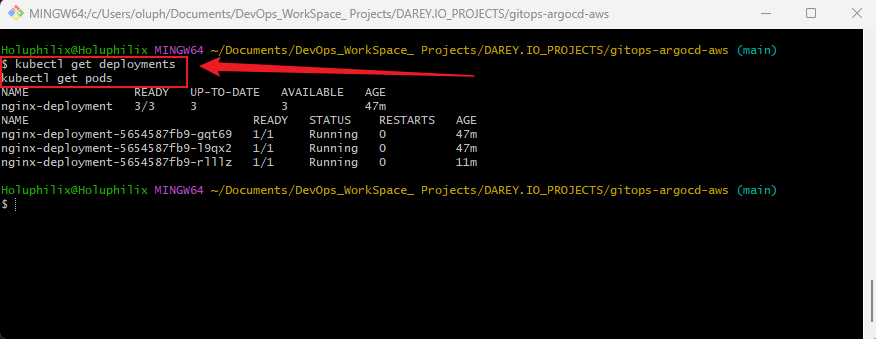 MINGW64:/c/Users/oluph/Documents/DevOps_WorkSpace_ Projects/DAREY.IO_PROJECTS/gitops-argocd-aws
Holuphilix@Holuphilix MINGW64 ~/Documents/DevOps_WorkSpace_ Projects/DAREY.IO_PROJECTS/gitops-argocd-aws (main)
$ kubectl get deployments
kubectl get pods
NAME               READY   UP-TO-DATE   AVAILABLE   AGE
nginx-deployment   3/3     3            3           47m
NAME                                READY   STATUS    RESTARTS   AGE
nginx-deployment-5654587fb9-gqt69   1/1     Running   0          47m
nginx-deployment-5654587fb9-l9qx2   1/1     Running   0          47m
nginx-deployment-5654587fb9-rlllz   1/1     Running   0          11m
Holuphilix@Holuphilix MINGW64 ~/Documents/DevOps_WorkSpace_ Projects/DAREY.IO_PROJECTS/gitops-argocd-aws (main)
$